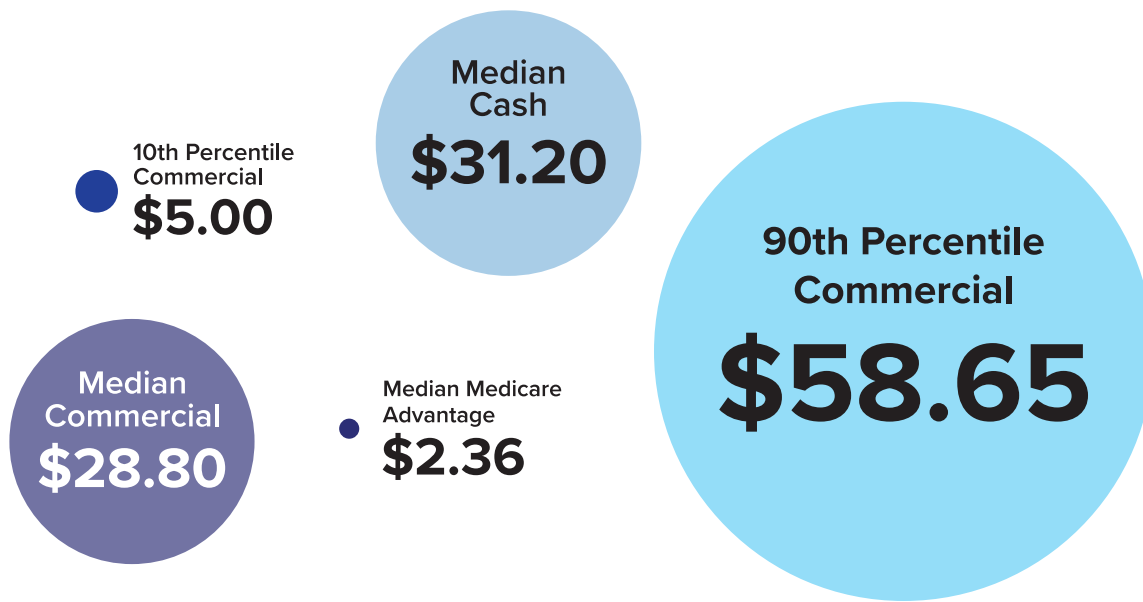 Median
Cash
$31.20
10th Percentile
Commercial
$5.00
90th Percentile
Commercial
$58.65
Median
Commercial
$28.80
Median Medicare
Advantage
$2.36